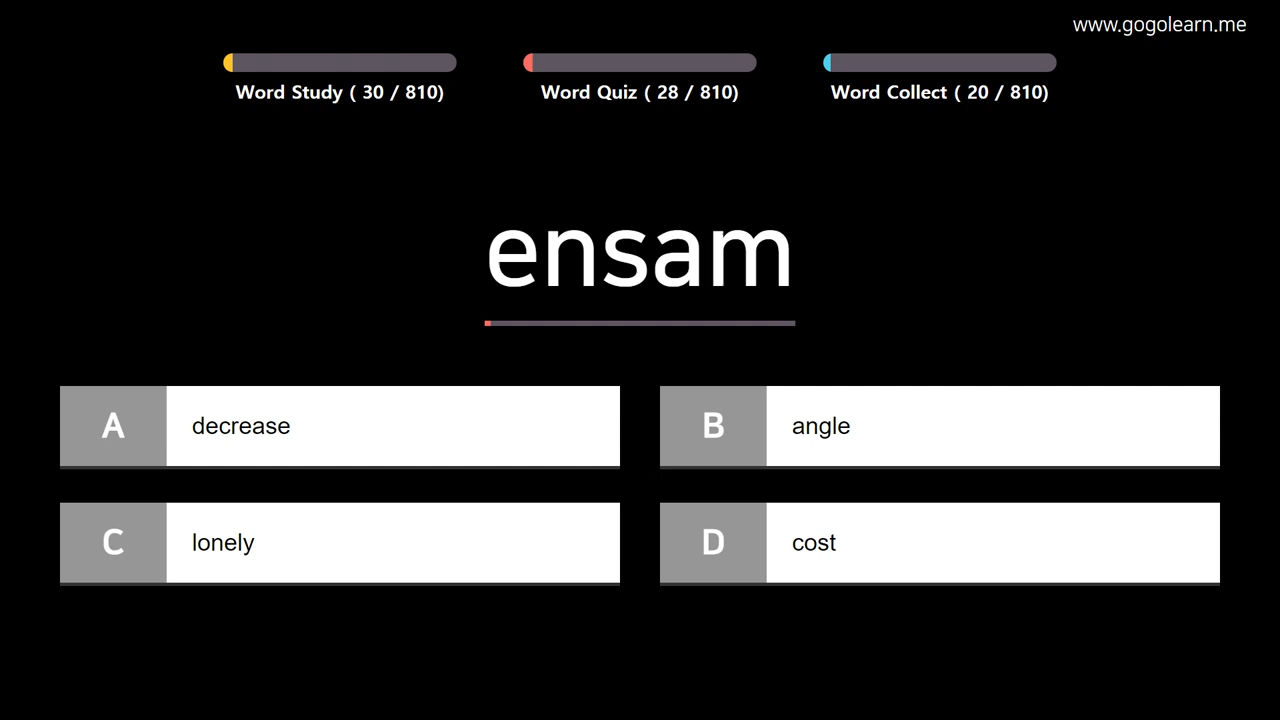 www.gogolearn.me
Word Study ( 30 / 810)
Word Quiz ( 28 / 810)
Word Collect ( 20 / 810)
ensam
A decrease
B angle
C lonely
D cost